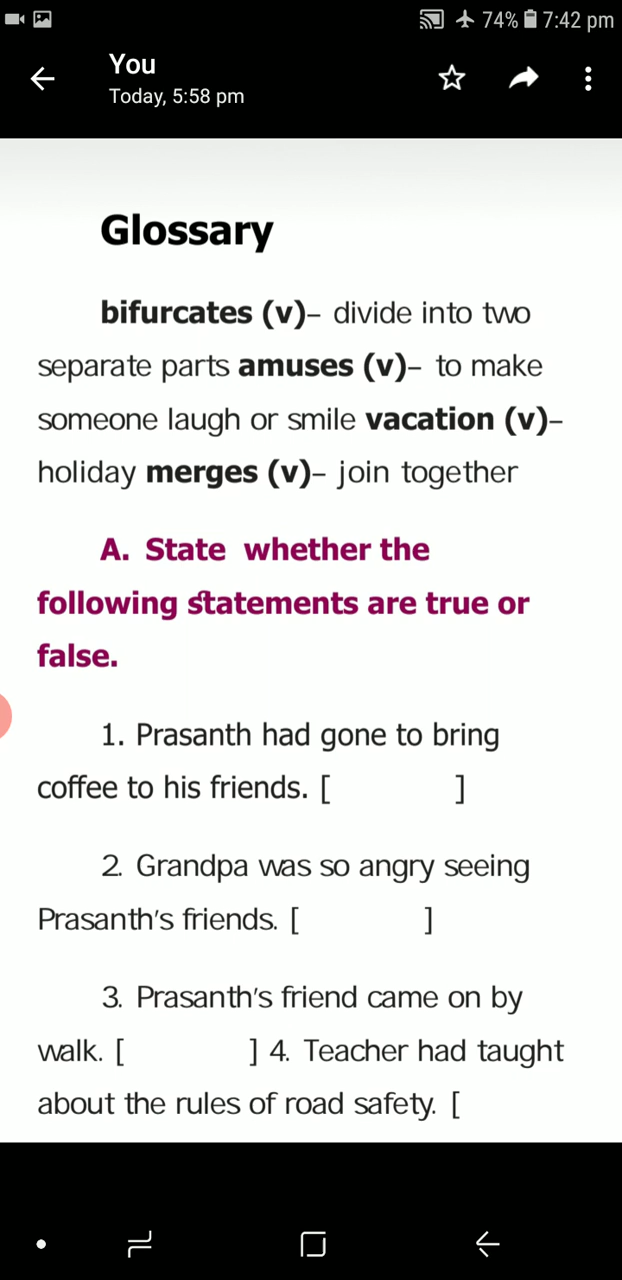 74% 7:42 pm
You
Today, 5:58 pm
Glossary
bifurcates (v)– divide into two
separate parts amuses (v)– to make
someone laugh or smile vacation (v)–
holiday merges (v)– join together
A. State whether the
following statements are true or
false.
1. Prasanth had gone to bring
coffee to his friends. [ ]
2. Grandpa was so angry seeing
Prasanth's friends. [ ]
3. Prasanth's friend came on by
walk. [ ] 4. Teacher had taught
about the rules of road safety. [